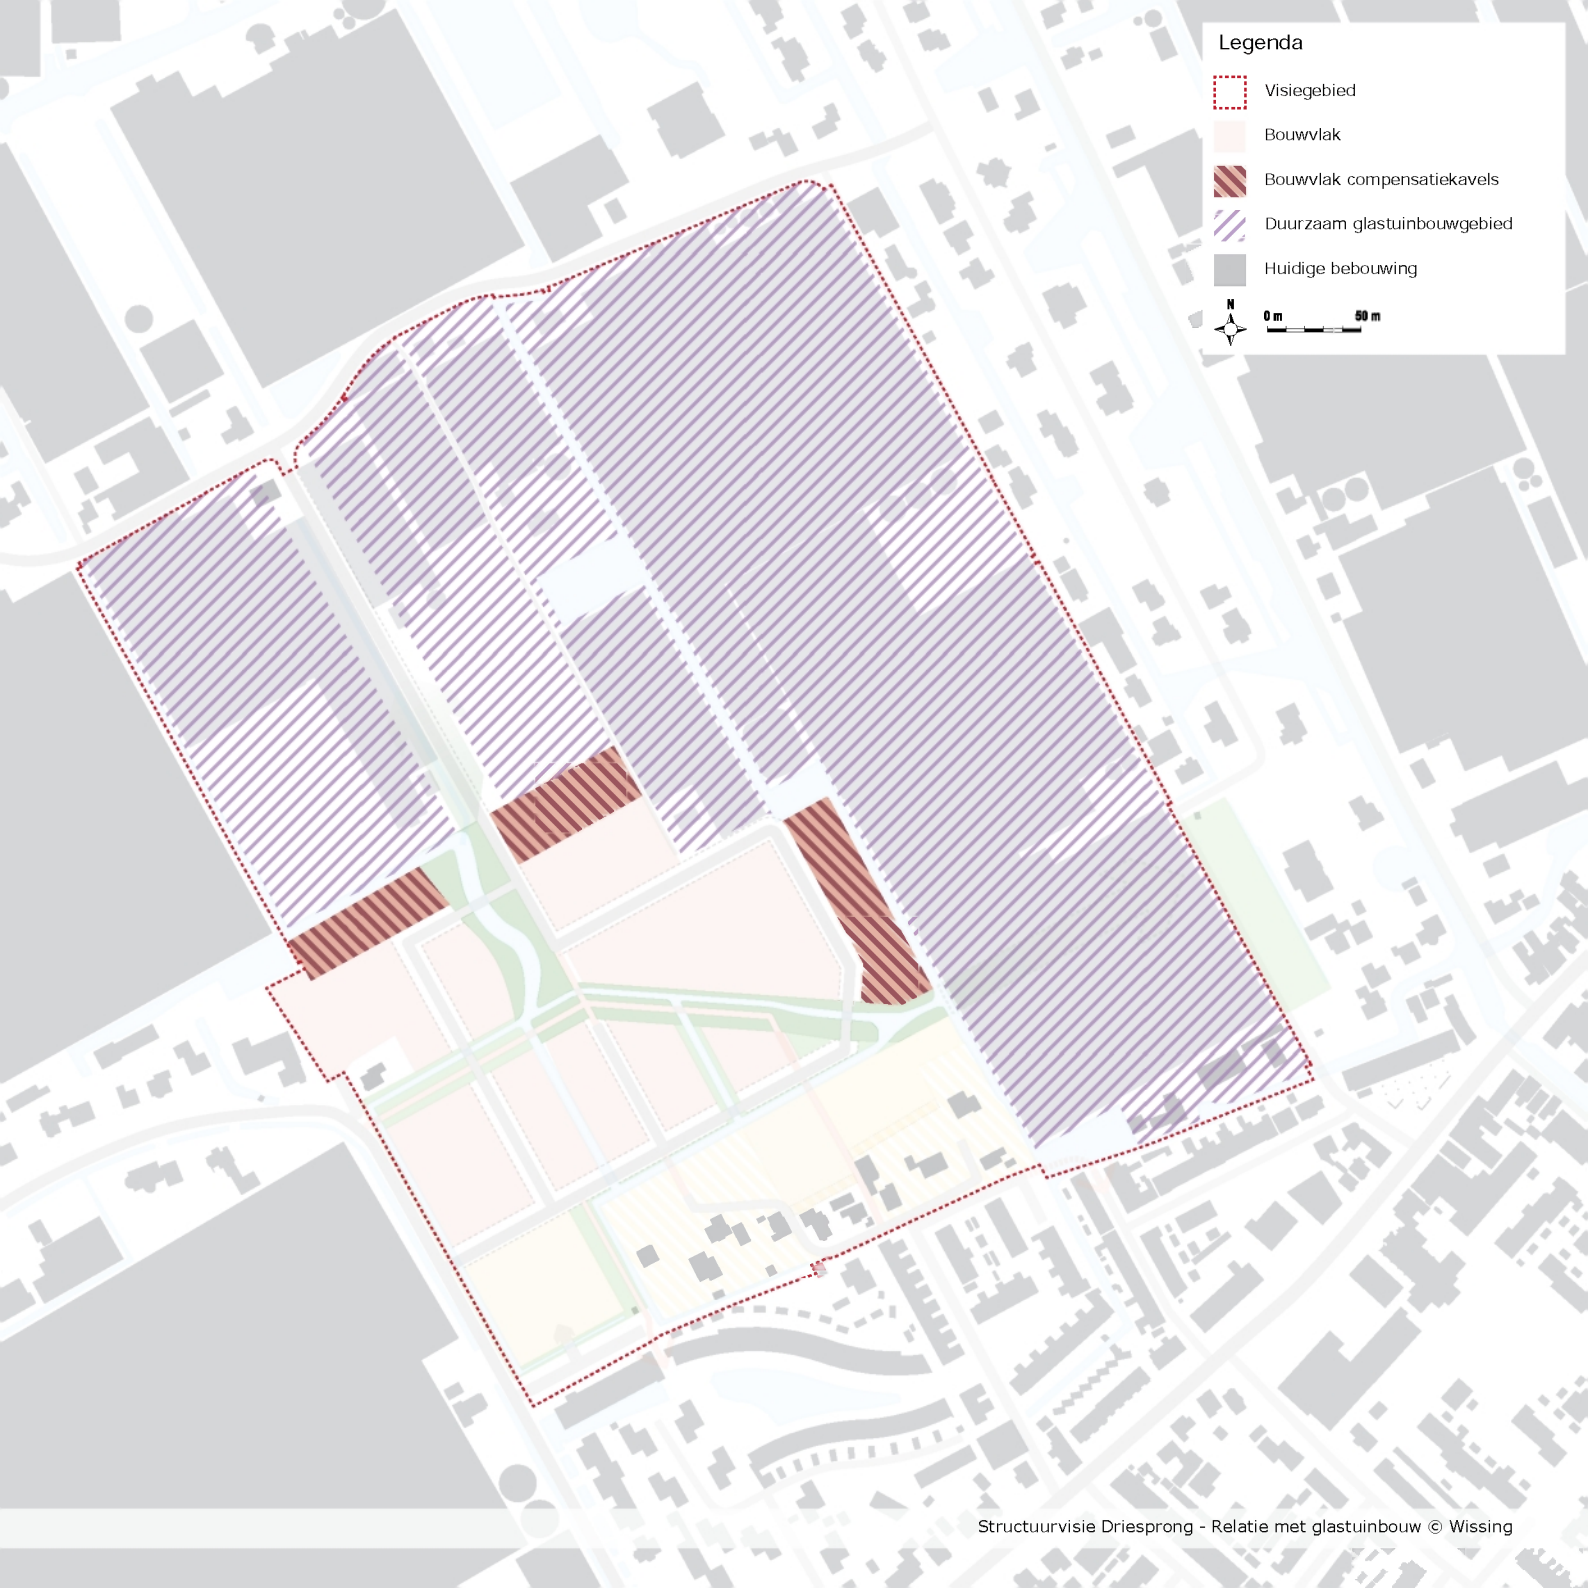 Legenda
Visiegebied
Bouwvlak
Bouwvlak compensatiekavels
Duurzaam glastuinbouwgebied
Huidige bebouwing
N
0 m 50 m
Structuurvisie Driesprong - Relatie met glastuinbouw © Wissing